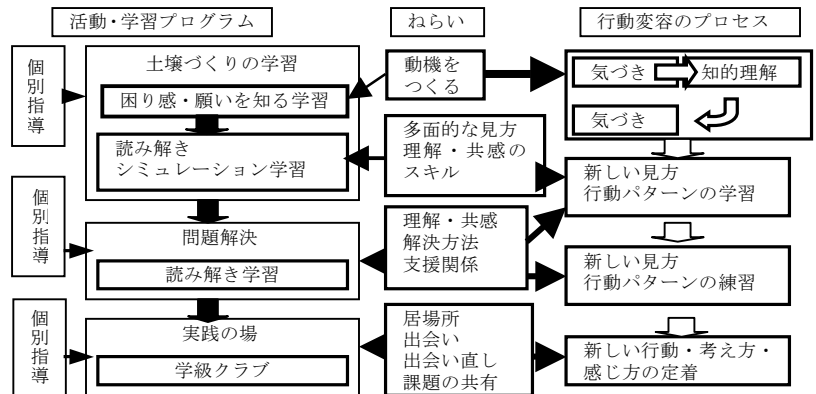 活動・学習プログラム
ねらい
行動変容のプロセス
個別指導
土壌づくりの学習
困り感・願いを知る学習
読み解き
シミュレーション学習
動機を
つくる
気づき
知的理解
気づき
多面的な見方
理解・共感の
スキル
新しい見方
行動パターンの学習
個別指導
問題解決
読み解き学習
理解・共感
解決方法
支援関係
新しい見方
行動パターンの練習
個別指導
実践の場
学級クラブ
居場所
出会い
出会い直し
課題の共有
新しい行動・考え方・
感じ方の定着